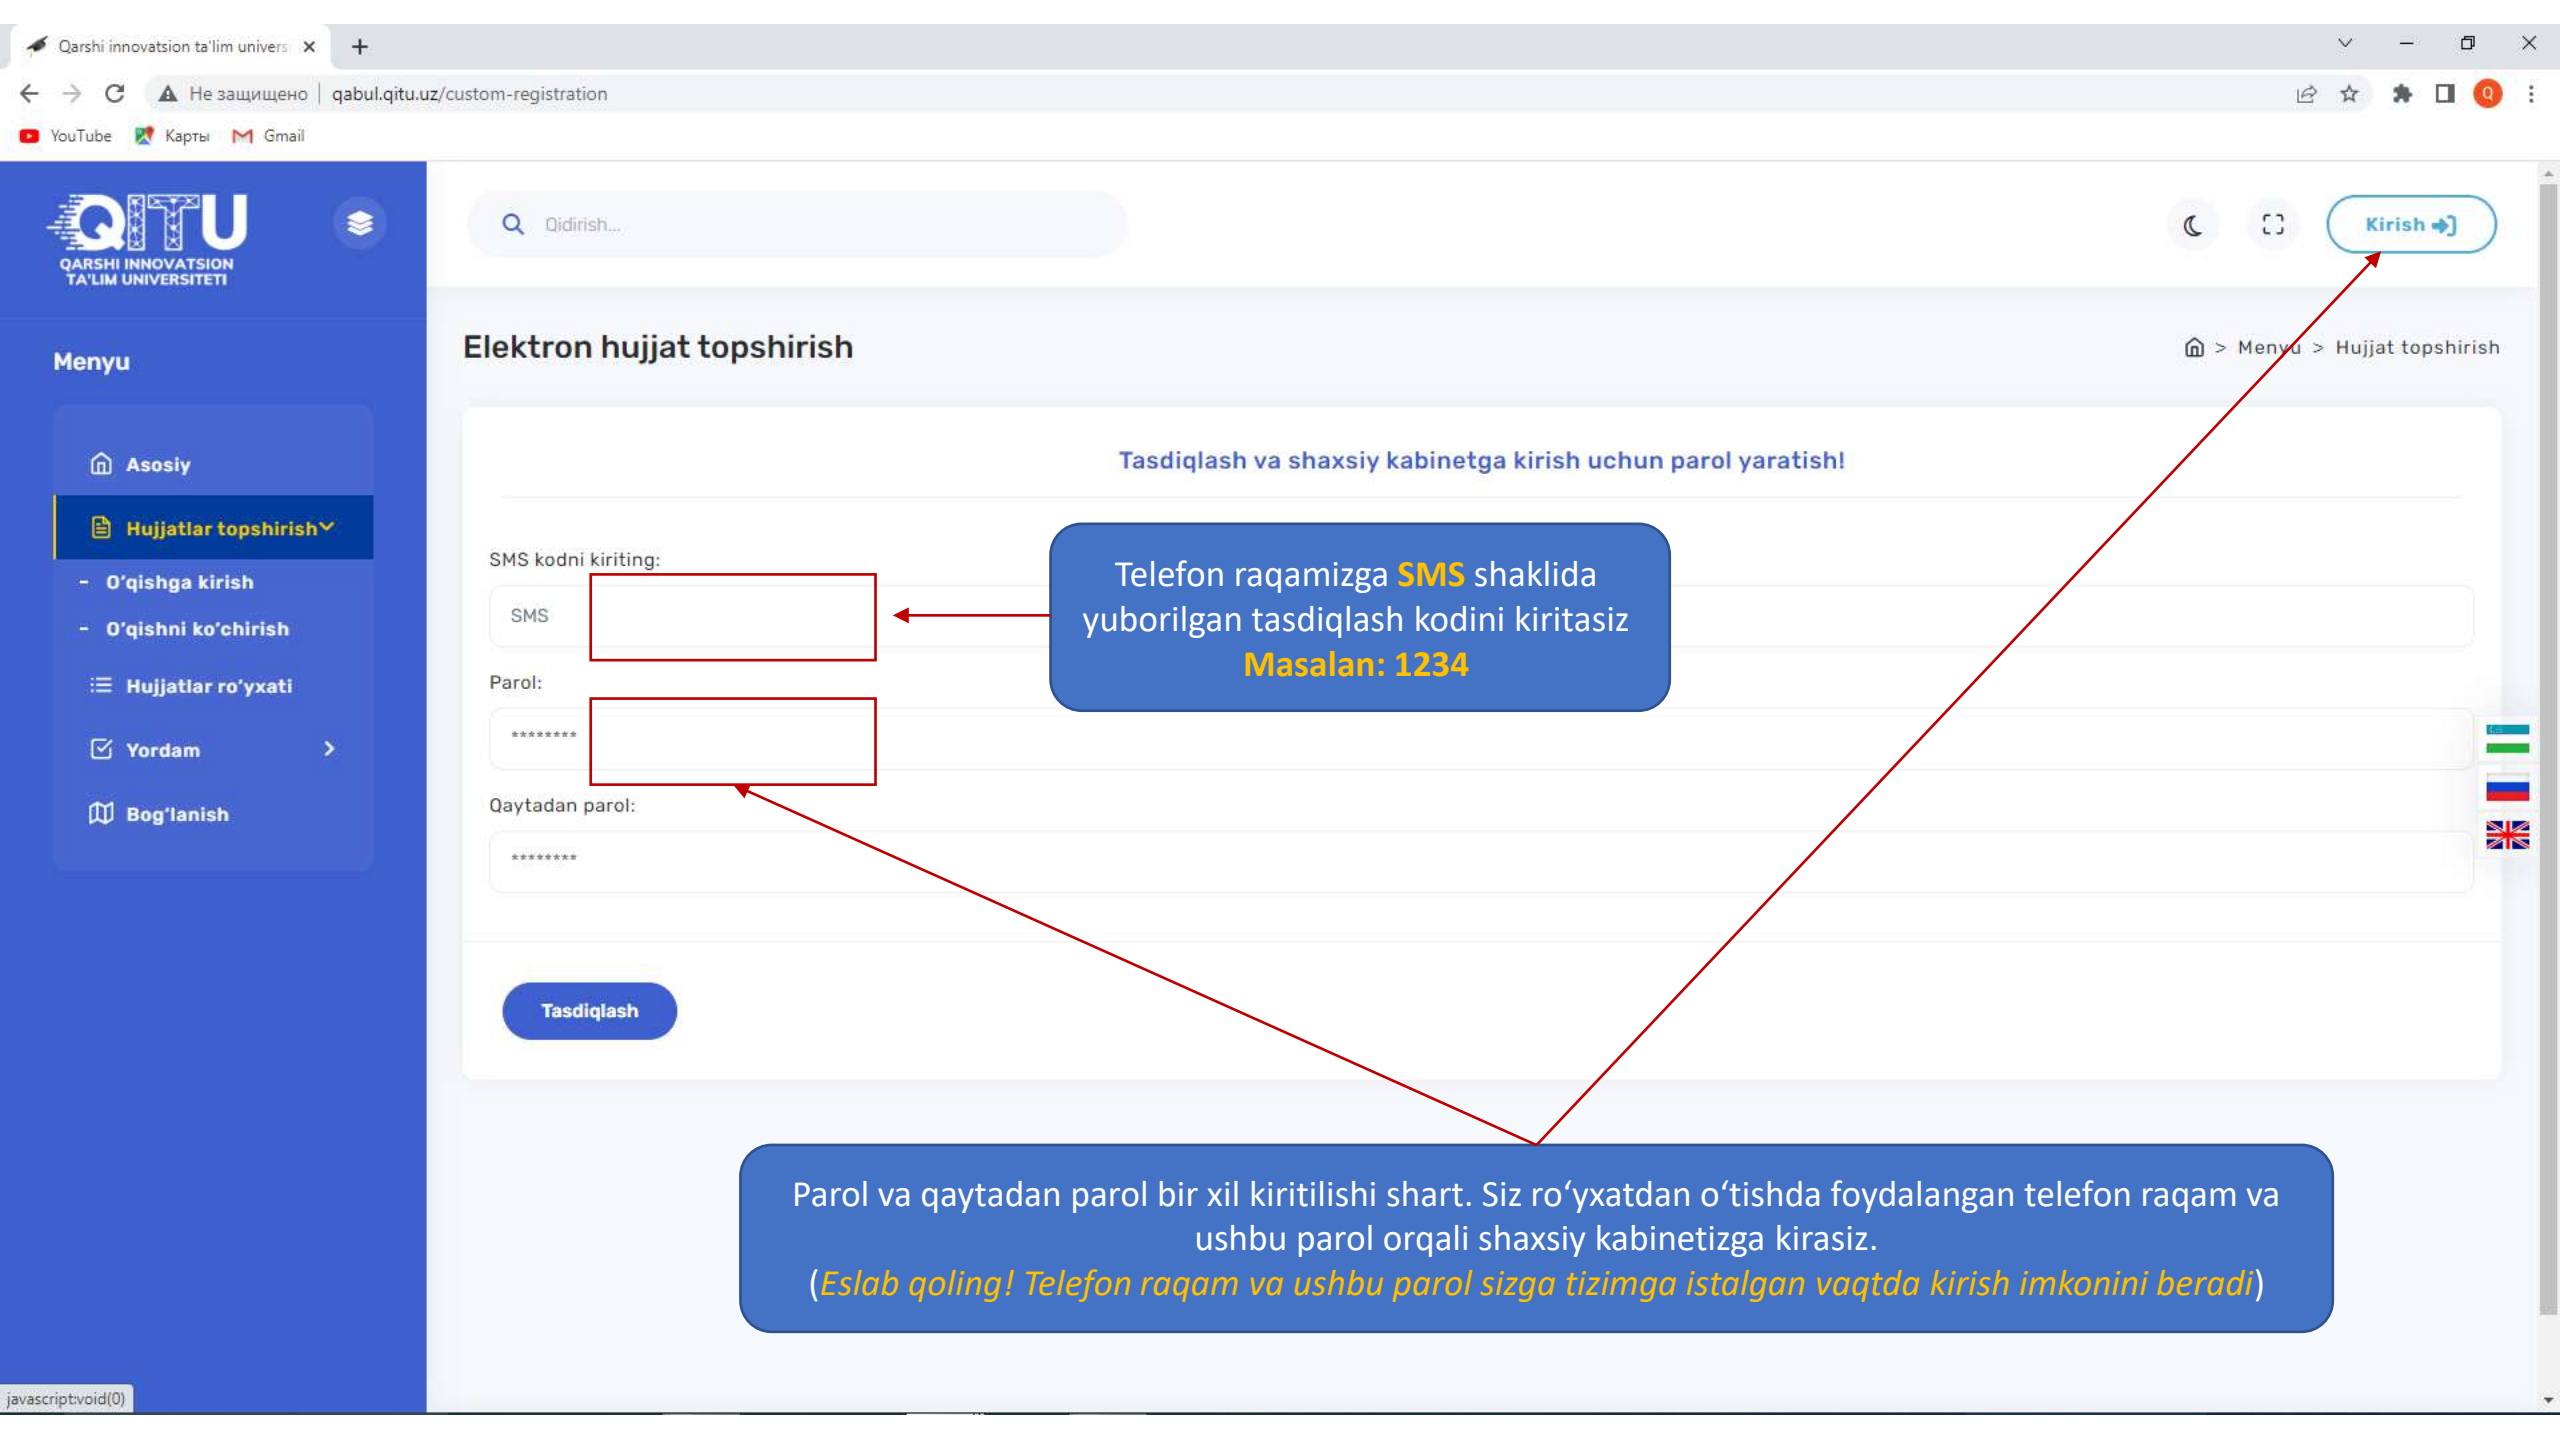 Qarshi innovatsion ta'lim univers
Не защищено | qabul.qitu.uz/custom-registration
Q
YouTube Карты Gmail
QITU
QARSHI INNOVATSION
TA'LIM UNIVERSITETI
Qidirish...
Kirish
Elektron hujjat topshirish
> Menyu > Hujjat topshirish
Menyu
Asosiy
Hujjatlar topshirish
- O'qishga kirish
- O'qishni ko'chirish
Hujjatlar ro'yxati
Yordam
Bog'lanish
Tasdiqlash va shaxsiy kabinetga kirish uchun parol yaratish!
SMS kodni kiriting:
SMS
Telefon raqamizga SMS shaklida
yuborilgan tasdiqlash kodini kiritasiz
Masalan: 1234
Parol:
********
Qaytadan parol:
********
Tasdiqlash
Parol va qaytadan parol bir xil kiritilishi shart. Siz ro‘yxatdan o‘tishda foydalangan telefon raqam va
ushbu parol orqali shaxsiy kabinetizga kirasiz.
(Eslab qoling! Telefon raqam va ushbu parol sizga tizimga istalgan vaqtda kirish imkonini beradi)
javascript:void(0)